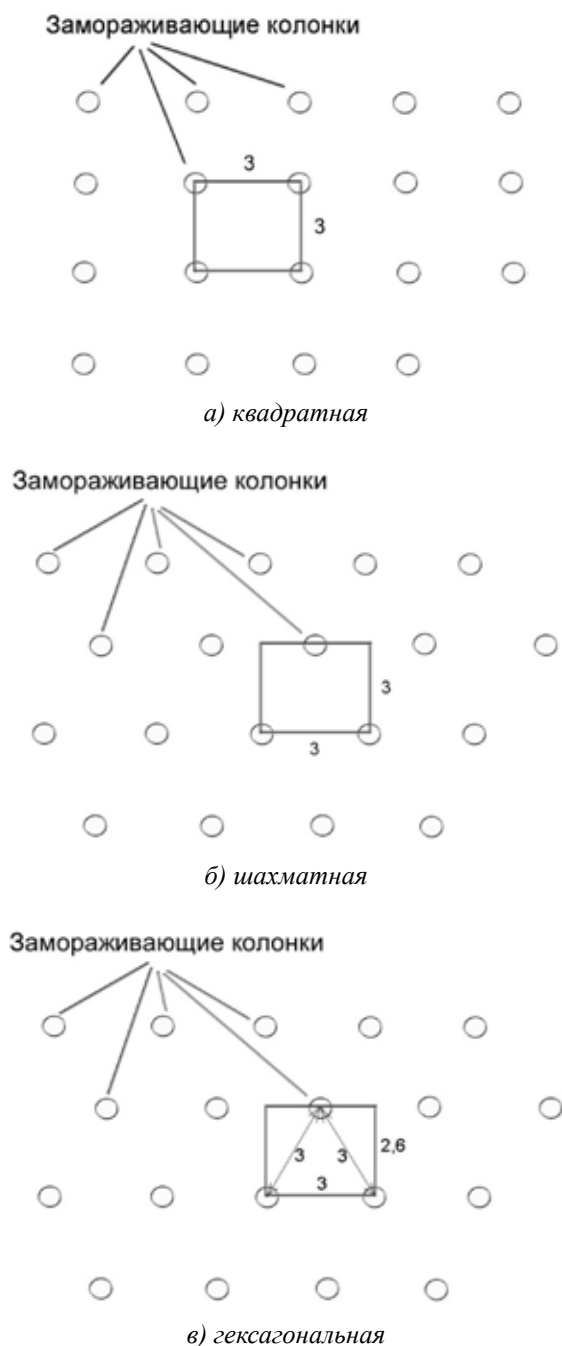 Замораживающие колонки
3
3
а) квадратная
Замораживающие колонки
3
3
б) шахматная
Замораживающие колонки
2,6
3 3
3
в) гексагональная